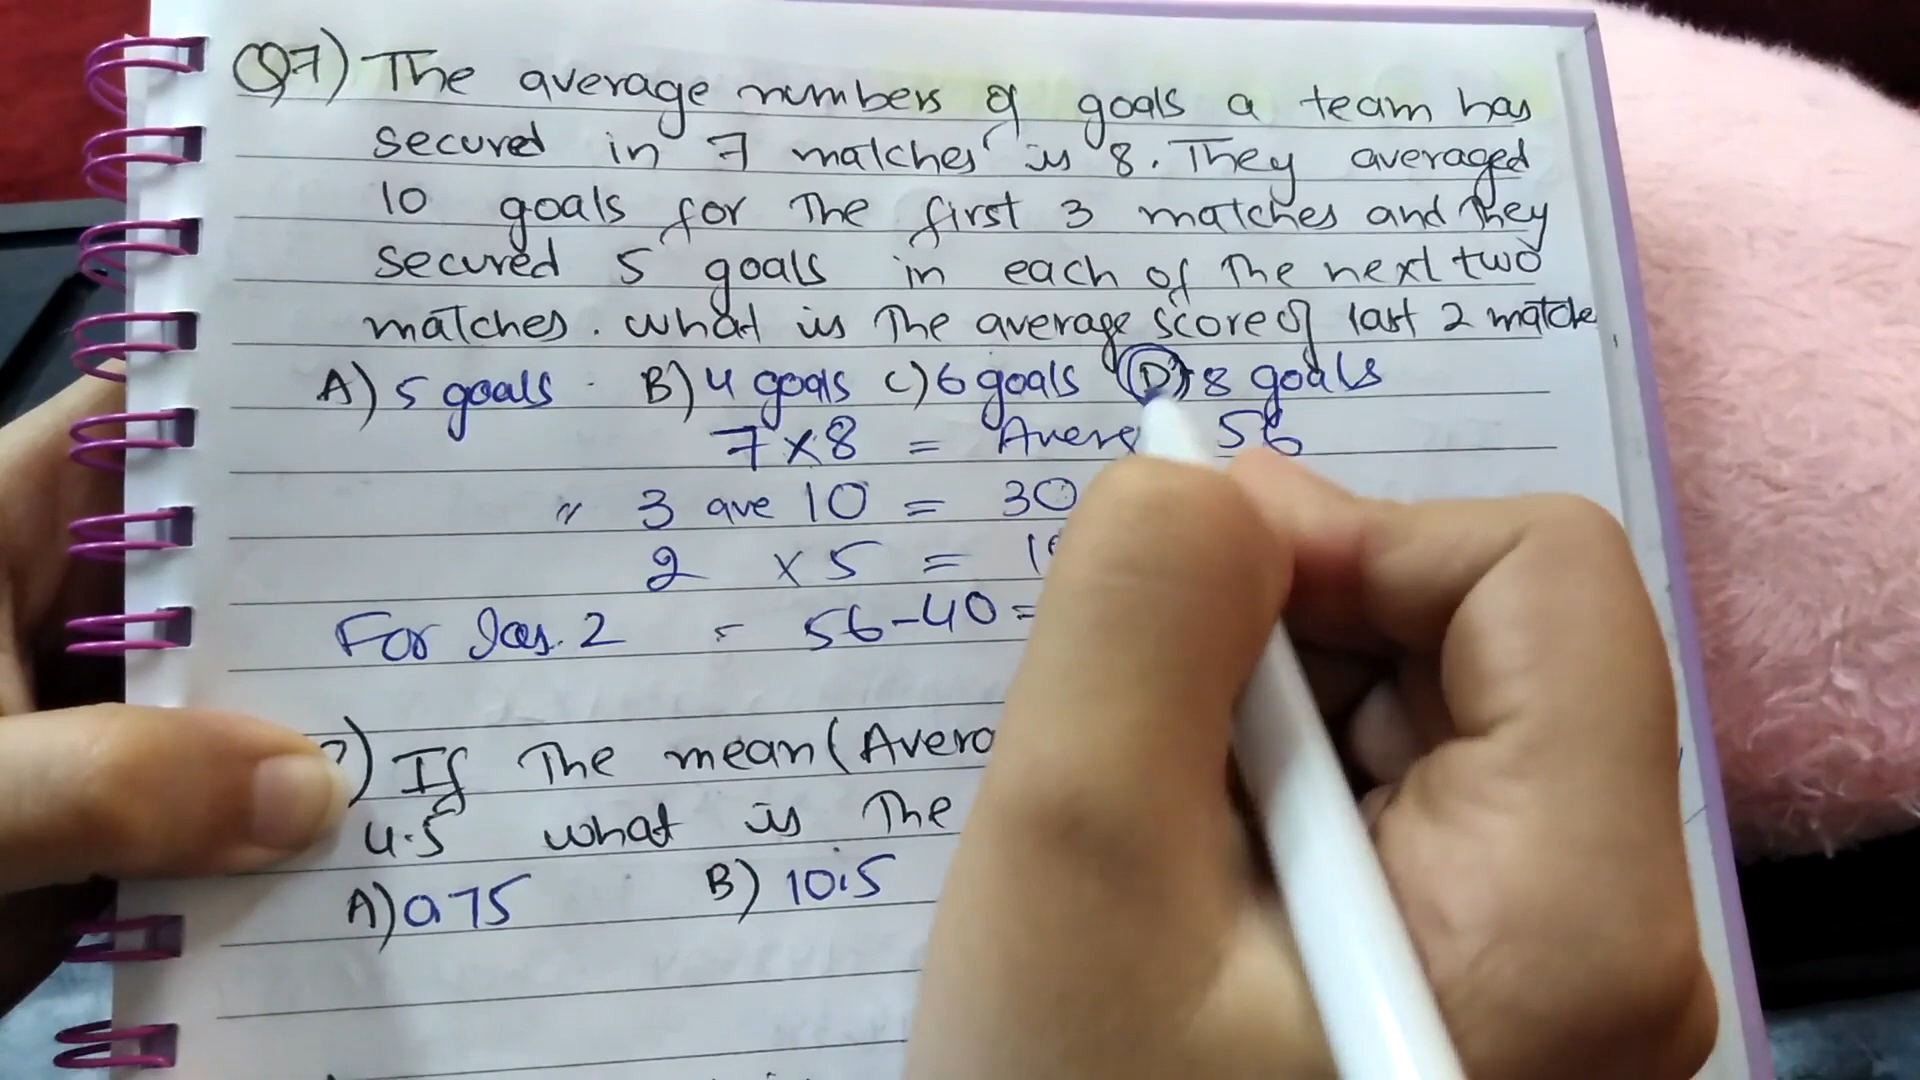 Q7) The average numbers of goals a team has
secured in 7 matches is 8. They averaged
10 goals for the first 3 matches and they
secured 5 goals in each of the next two
matches. what is the average score of last 2 matche
A) 5 goals B) 4 goals C) 6 goals D) 8 goals
7 x 8 = Avera 56
" 3 ave 10 = 30
2 x 5 = 1
For las. 2 = 56-40 =
) If the mean (Avera
4.5 what is the
A) 0.75 B) 10.5